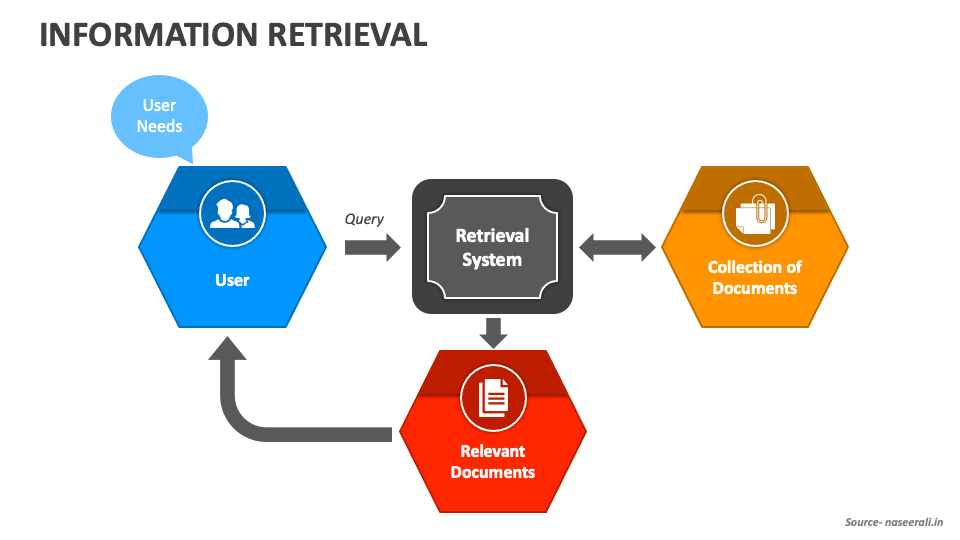 INFORMATION RETRIEVAL
User
Needs
User
Query
Retrieval
System
Collection of
Documents
Relevant
Documents
Source- naseerali.in